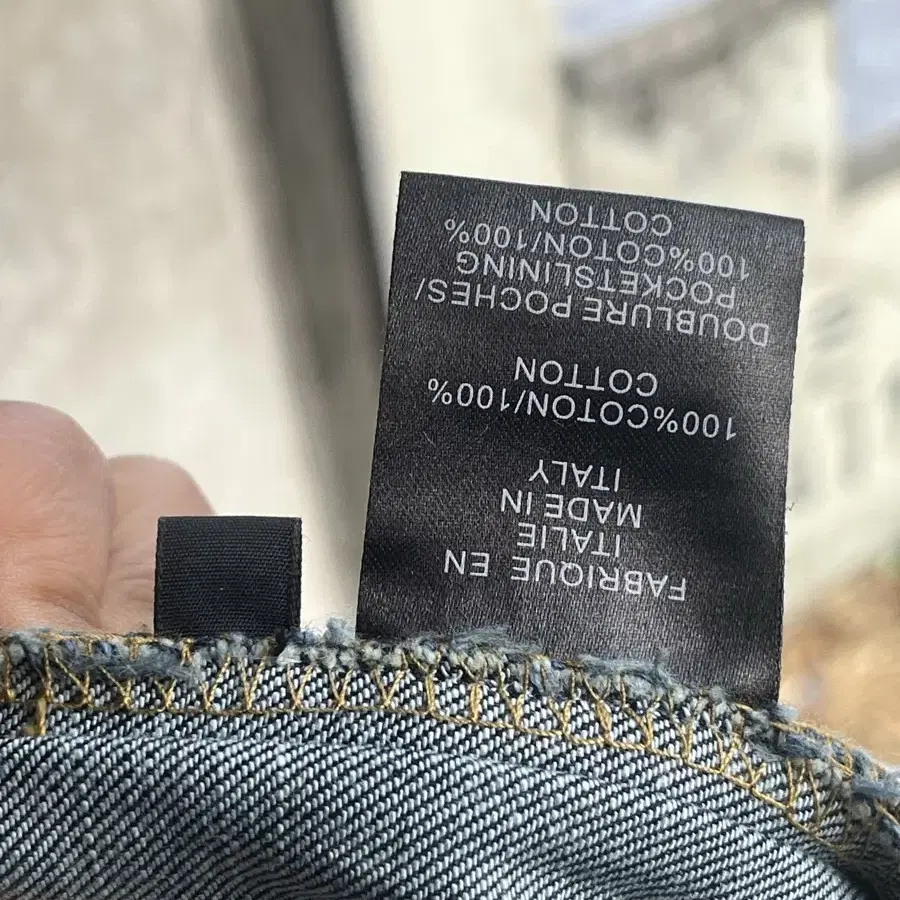 FABRIQUE EN
ITALIE
MADE IN
ITALY
100%COTON/100%
COTTON
DOUBLURE POCHES/
POCKETSLINING
100%COTON/100%
COTTON